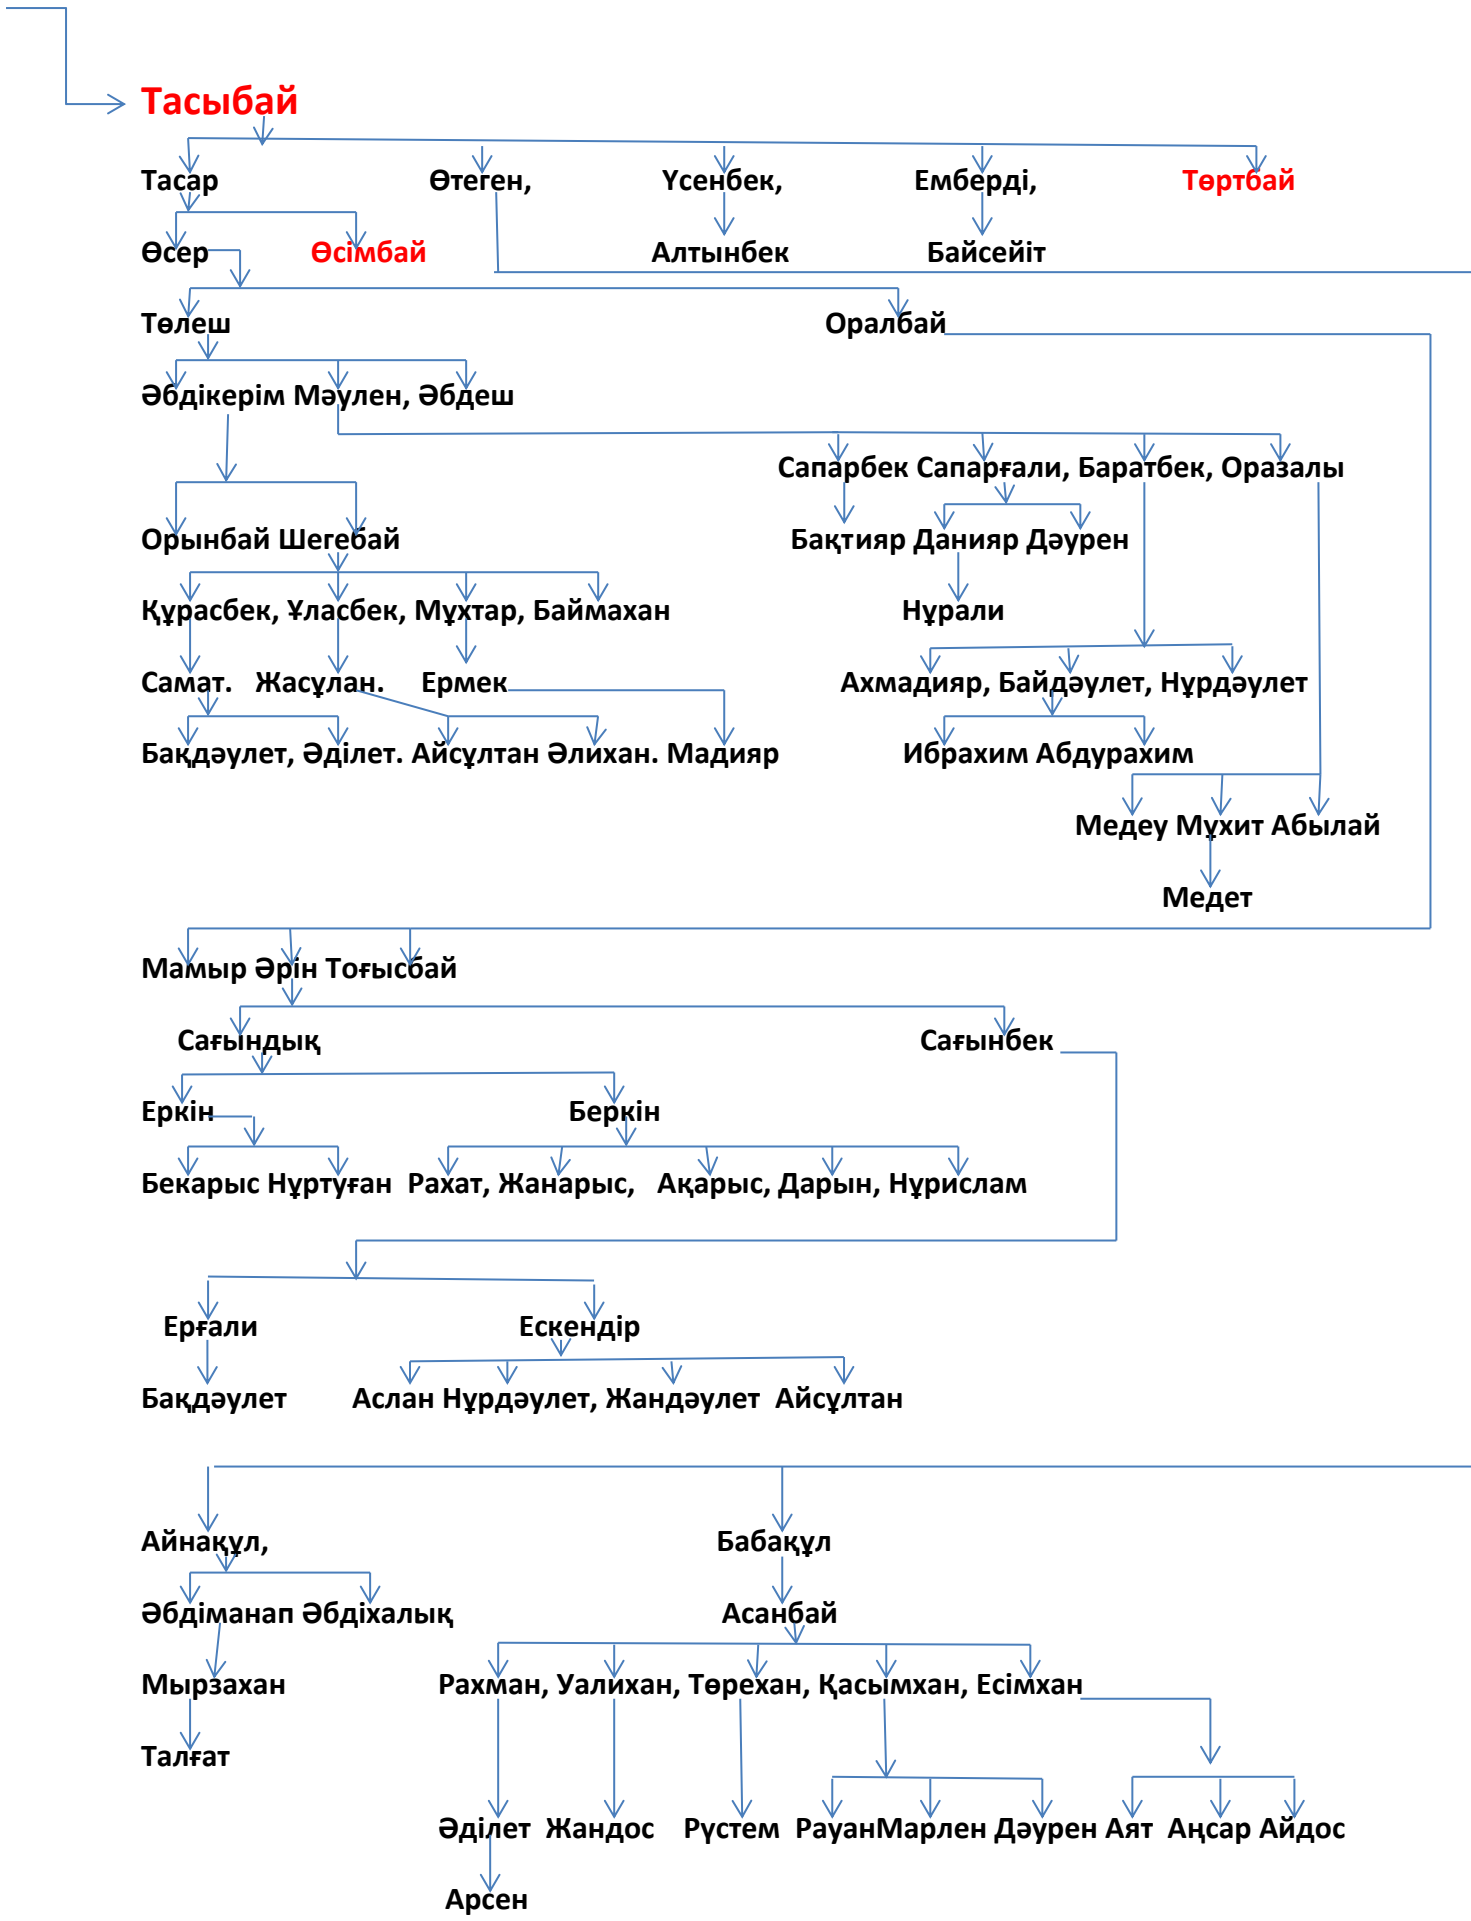 Тасыбай
Тасар Өтеген, Үсенбек, Емберді, Төртбай
Өсер Өсімбай Алтынбек Байсейіт
Төлеш Оралбай
Әбдікерім Мәулен, Әбдеш
Сапарбек Сапарғали, Баратбек, Оразалы
Орынбай Шегебай Бақтияр Данияр Дәурен
Құрасбек, Ұласбек, Мұхтар, Баймахан Нұрали
Самат. Жасұлан. Ермек Ахмадияр, Байдәулет, Нұрдәулет
Бақдәулет, Әділет. Айсұлтан Әлихан. Мадияр Ибрахим Абдурахим
Медеу Мұхит Абылай
Медет
Мамыр Әрін Тоғысбай
Сағындық Сағынбек
Еркін Беркін
Бекарыс Нұртуған Рахат, Жанарыс, Ақарыс, Дарын, Нұрислам
Ерғали Ескендір
Бақдәулет Аслан Нұрдәулет, Жандәулет Айсұлтан
Айнақұл, Бабақұл
Әбдіманап Әбдіхалық Асанбай
Мырзахан Рахман, Уалихан, Төрехан, Қасымхан, Есімхан
Талғат
Әділет Жандос Рүстем РауанМарлен Дәурен Аят Аңсар Айдос
Арсен